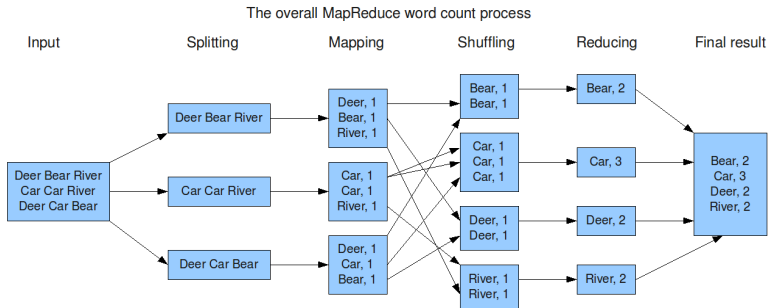 The overall MapReduce word count process
Input
Splitting
Mapping
Shuffling
Reducing
Final result
Deer Bear River
Car Car River
Deer Car Bear
Deer Bear River
Car Car River
Deer Car Bear
Deer, 1
Bear, 1
River, 1
Car, 1
Car, 1
River, 1
Deer, 1
Car, 1
Bear, 1
Bear, 1
Bear, 1
Car, 1
Car, 1
Car, 1
Deer, 1
Deer, 1
River, 1
River, 1
Bear, 2
Car, 3
Deer, 2
River, 2
Bear, 2
Car, 3
Deer, 2
River, 2